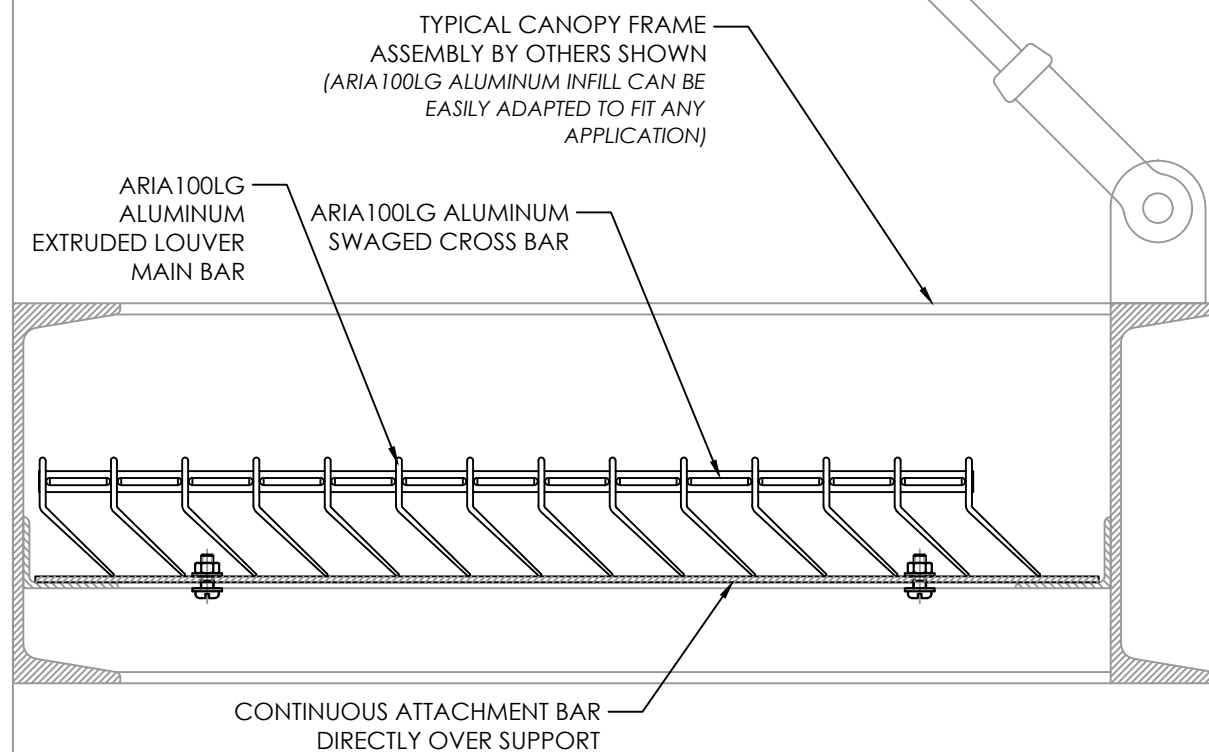 TYPICAL CANOPY FRAME
ASSEMBLY BY OTHERS SHOWN
(ARIA100LG ALUMINUM INFILL CAN BE
EASILY ADAPTED TO FIT ANY
APPLICATION)
ARIA100LG
ALUMINUM
EXTRUDED LOUVER
MAIN BAR
ARIA100LG ALUMINUM
SWAGED CROSS BAR
CONTINUOUS ATTACHMENT BAR
DIRECTLY OVER SUPPORT